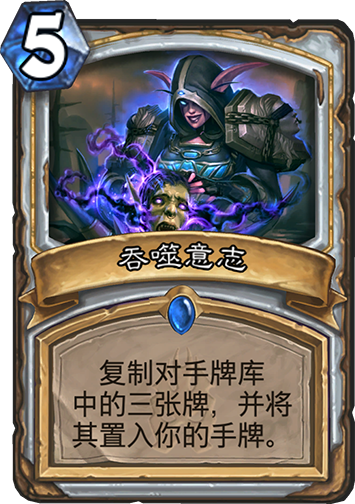 5
吞噬意志
复制对手牌库
中的三张牌，并将
其置入你的手牌。